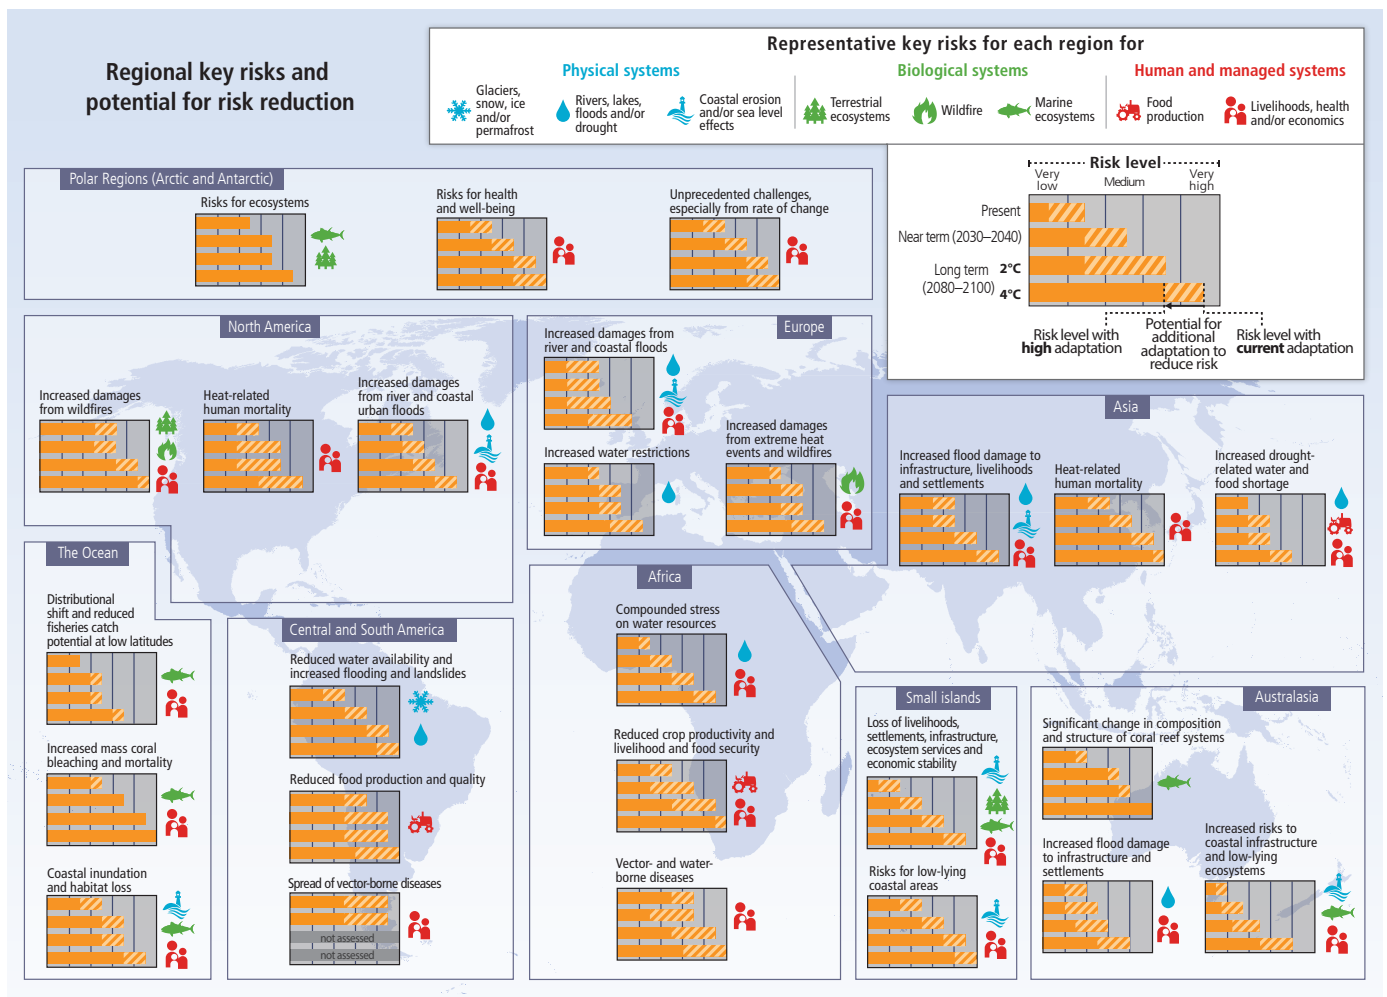 Regional key risks and
potential for risk reduction
Representative key risks for each region for
Physical systems
Biological systems
Human and managed systems
Glaciers,
snow, ice
and/or
permafrost
Rivers, lakes,
floods and/or
drought
Coastal erosion
and/or sea level
effects
Terrestrial
ecosystems
Wildfire
Marine
ecosystems
Food
production
Livelihoods, health
and/or economics
Risk level
Very
low
Medium
Very
high
Present
Near term (2030–2040)
Long term
(2080–2100)
2°C
4°C
Risk level with
high adaptation
Potential for
additional
adaptation to
reduce risk
Risk level with
current adaptation
Polar Regions (Arctic and Antarctic)
Risks for ecosystems
Risks for health
and well-being
Unprecedented challenges,
especially from rate of change
North America
Increased damages
from wildfires
Heat-related
human mortality
Increased damages
from river and coastal
urban floods
Europe
Increased damages from
river and coastal floods
Increased water restrictions
Increased damages
from extreme heat
events and wildfires
Asia
Increased flood damage to
infrastructure, livelihoods
and settlements
Heat-related
human mortality
Increased drought-
related water and
food shortage
The Ocean
Distributional
shift and reduced
fisheries catch
potential at low latitudes
Increased mass coral
bleaching and mortality
Coastal inundation
and habitat loss
Central and South America
Reduced water availability and
increased flooding and landslides
Reduced food production and quality
Spread of vector-borne diseases
not assessed
not assessed
Africa
Compounded stress
on water resources
Reduced crop productivity and
livelihood and food security
Vector- and water-
borne diseases
Small islands
Loss of livelihoods,
settlements, infrastructure,
ecosystem services and
economic stability
Risks for low-lying
coastal areas
Australasia
Significant change in composition
and structure of coral reef systems
Increased flood damage
to infrastructure and
settlements
Increased risks to
coastal infrastructure
and low-lying
ecosystems